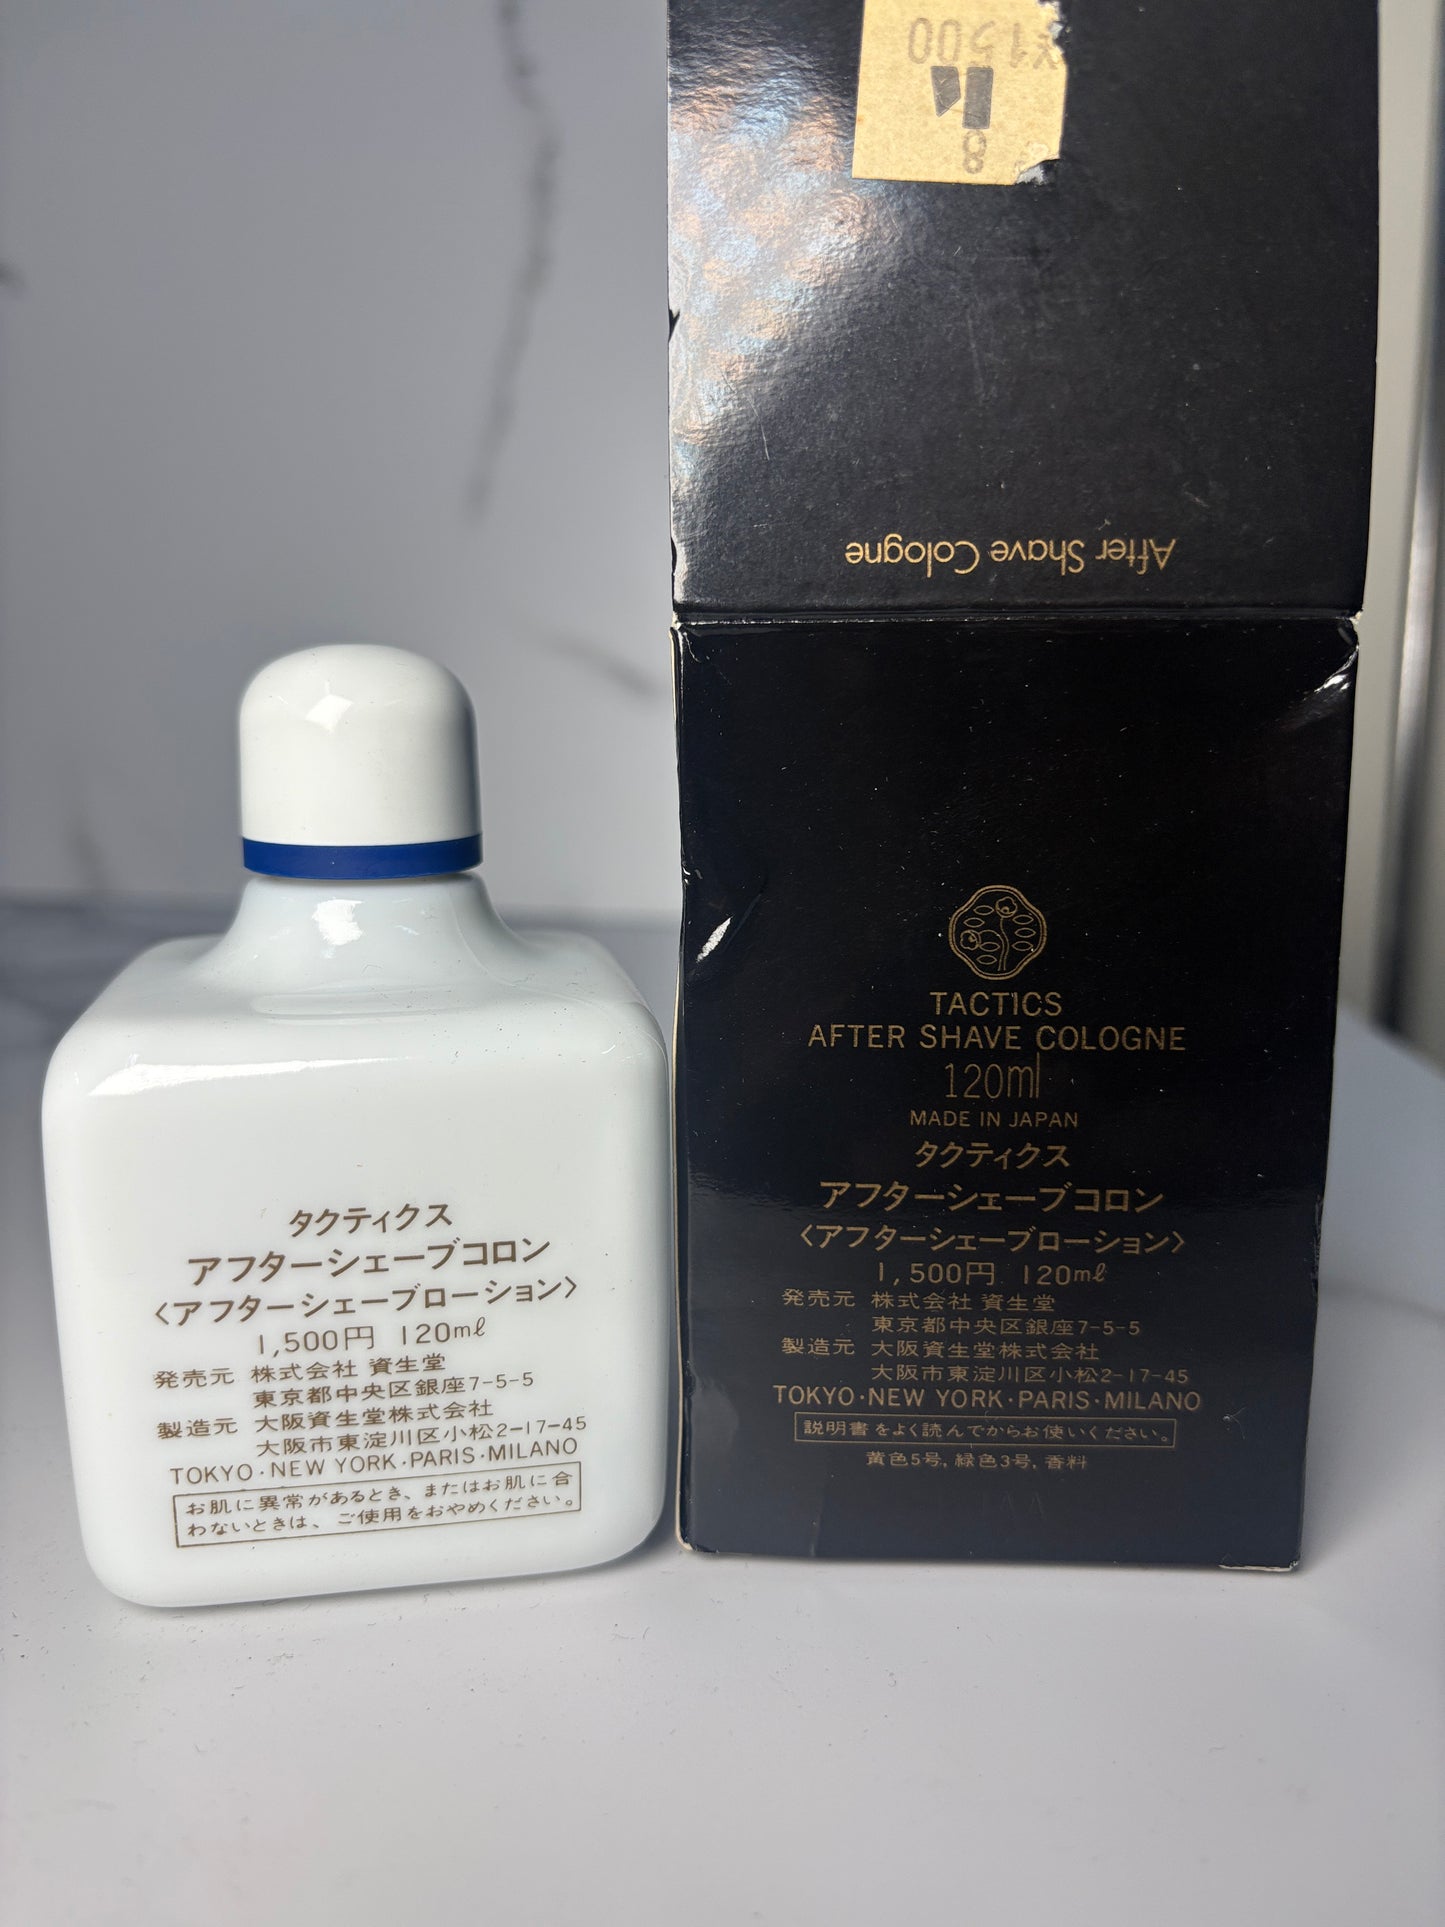 ¥1500
8
After Shave Cologne
TACTICS
AFTER SHAVE COLOGNE
120ml
MADE IN JAPAN
タクティクス
アフターシェーブコロン
〈アフターシェーブローション〉
1,500円 120mℓ
発売元 株式会社 資生堂
東京都中央区銀座7-5-5
製造元 大阪資生堂株式会社
大阪市東淀川区小松2-17-45
TOKYO・NEW YORK・PARIS・MILANO
説明書をよく読んでからお使いください。
黄色5号, 緑色3号, 香料
タクティクス
アフターシェーブコロン
〈アフターシェーブローション〉
1,500円 120mℓ
発売元 株式会社 資生堂
東京都中央区銀座7-5-5
製造元 大阪資生堂株式会社
大阪市東淀川区小松2-17-45
TOKYO・NEW YORK・PARIS・MILANO
お肌に異常があるとき、またはお肌に合
わないときは、ご使用をおやめください。